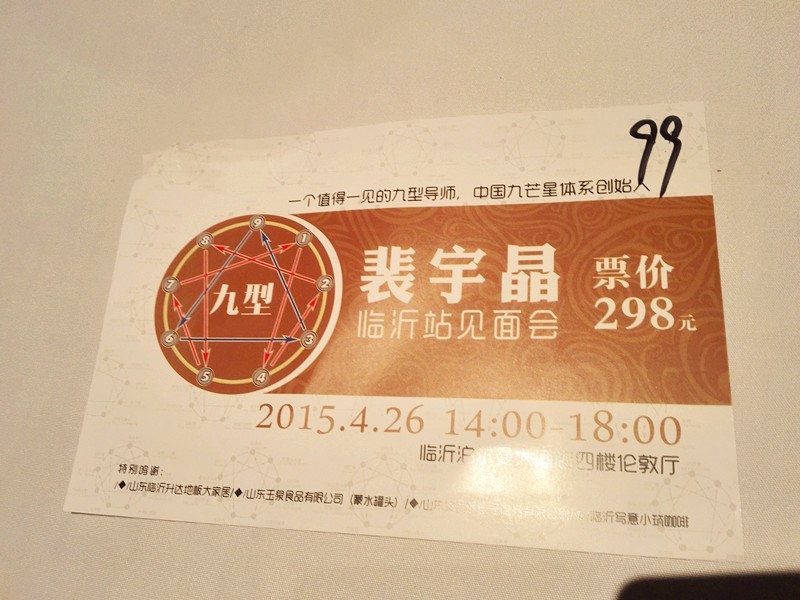 99
一个值得一见的九型导师，中国九芒星体系创始人
9
8 1
九型
7 2
6 3
5 4
裴宇晶
临沂站见面会
票价
298元
2015.4.26 14:00-18:00
临沂泊 四楼伦敦厅
特别鸣谢：
/◆/山东临沂升达地板大家居/◆/山东玉泉食品有限公司（蒙水罐头）/◆/山东 临沂写意小筑咖啡